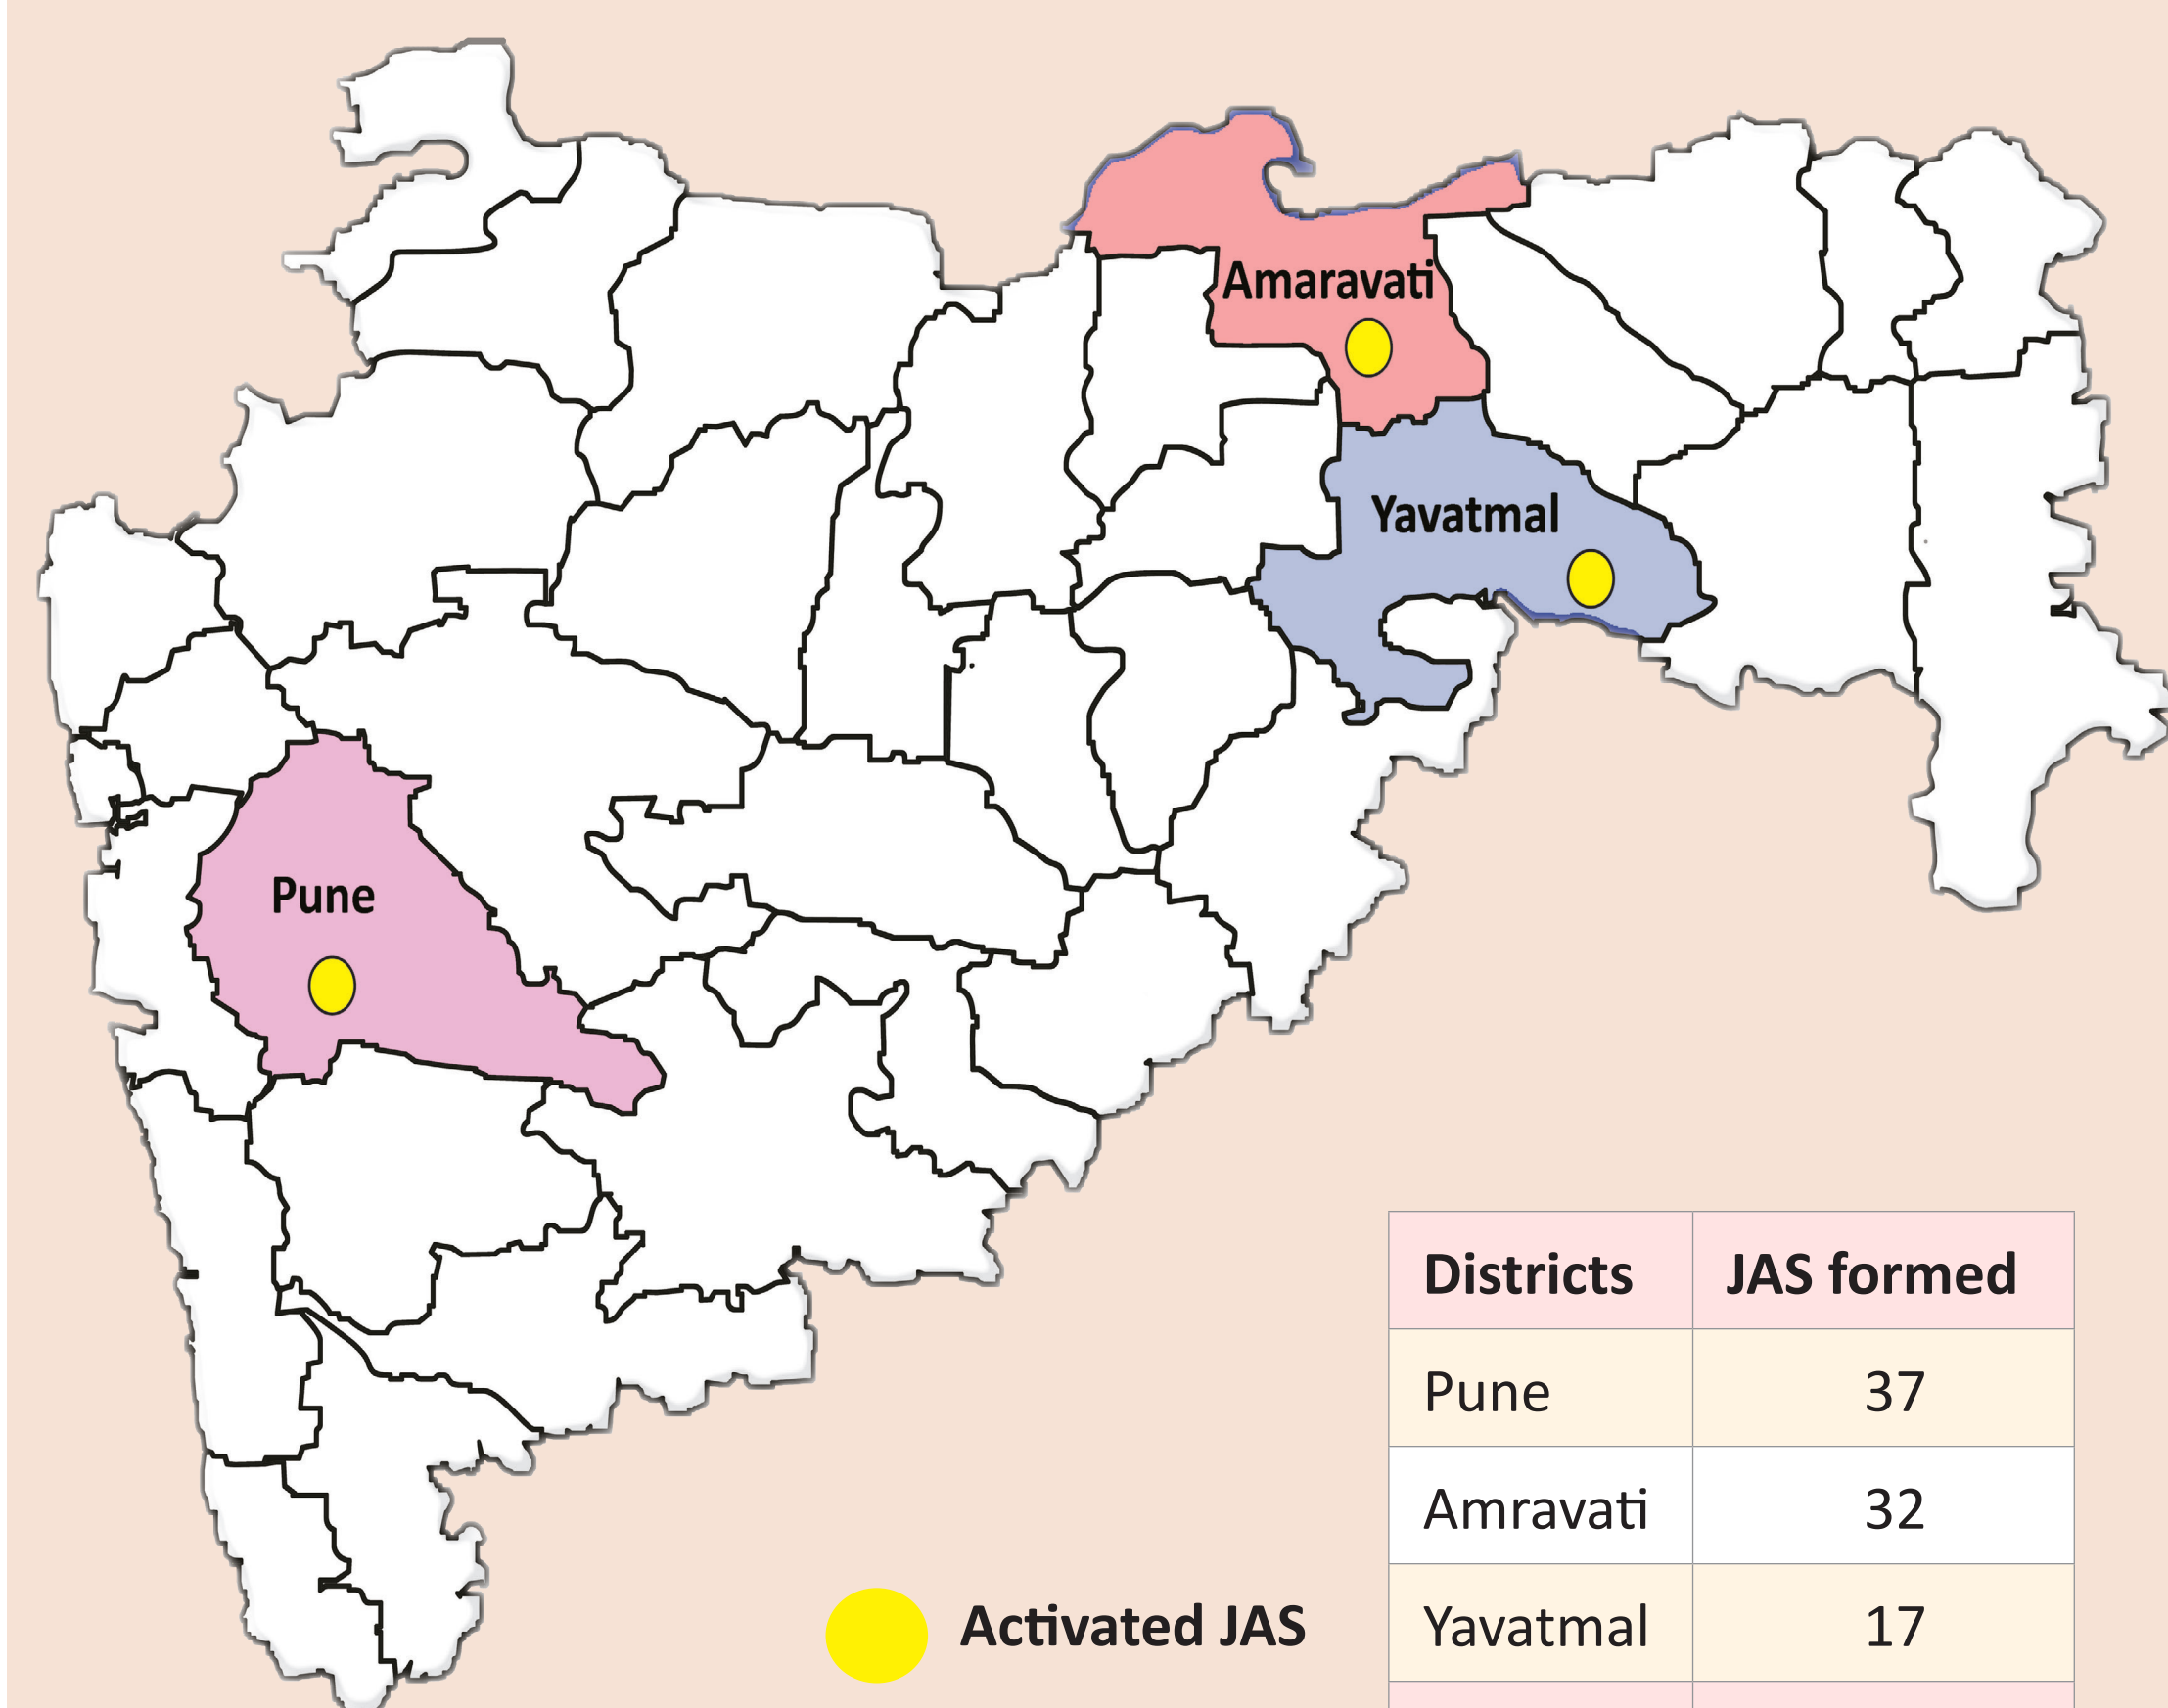 Amaravati
Yavatmal
Pune
Districts JAS formed
Pune 37
Amravati 32
Yavatmal 17
Activated JAS